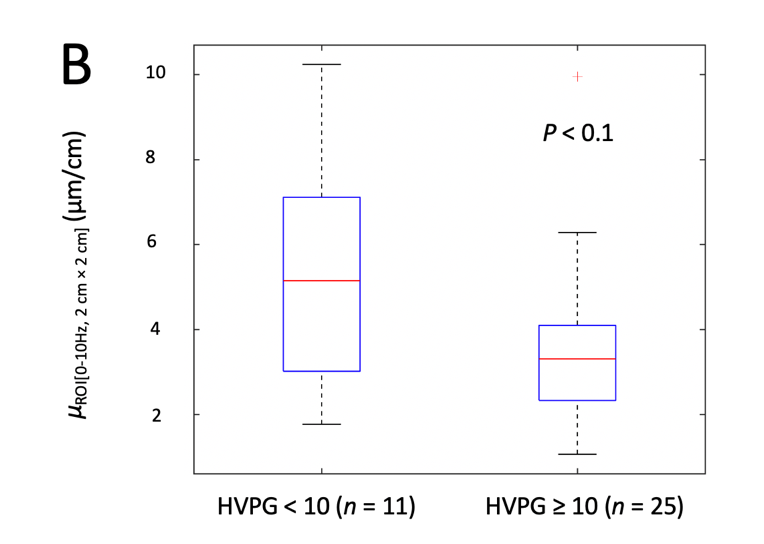 B
10
8
6
4
2
μROI[0-10Hz, 2 cm × 2 cm] (μm/cm)
P < 0.1
HVPG < 10 (n = 11)
HVPG ≥ 10 (n = 25)